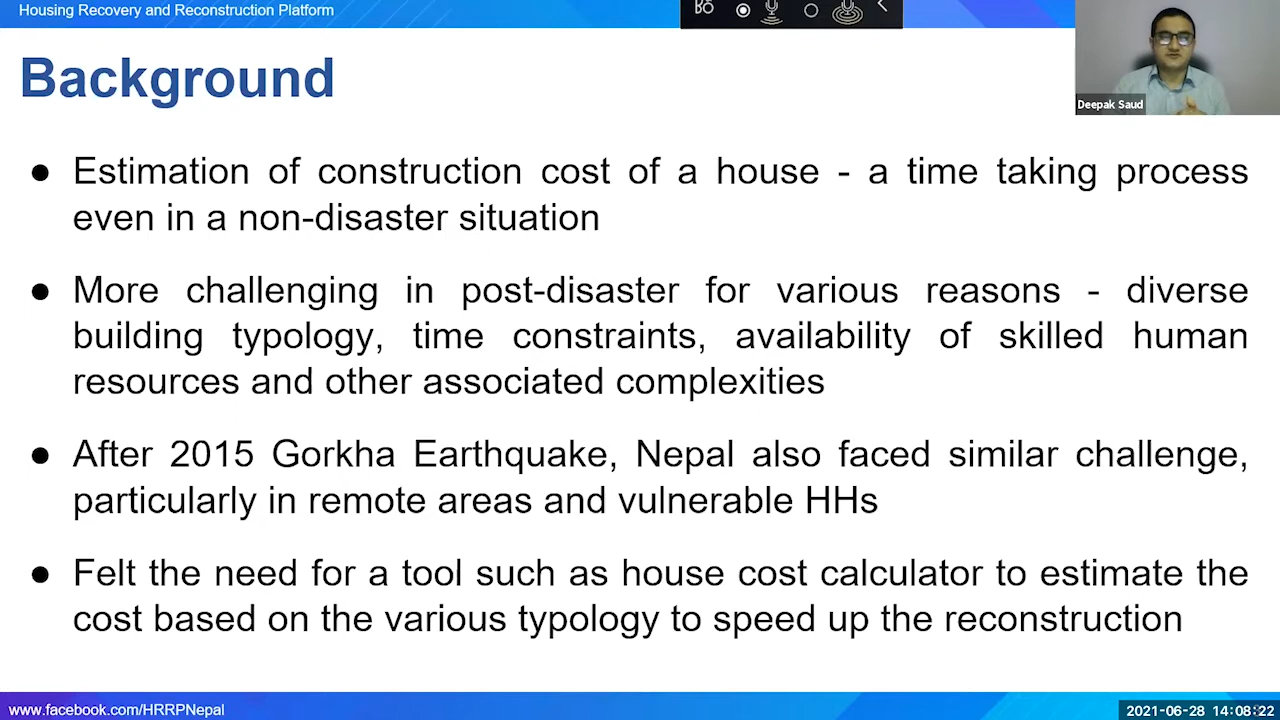 Housing Recovery and Reconstruction Platform
Background
Deepak Saud
● Estimation of construction cost of a house - a time taking process
even in a non-disaster situation
● More challenging in post-disaster for various reasons - diverse
building typology, time constraints, availability of skilled human
resources and other associated complexities
● After 2015 Gorkha Earthquake, Nepal also faced similar challenge,
particularly in remote areas and vulnerable HHs
● Felt the need for a tool such as house cost calculator to estimate the
cost based on the various typology to speed up the reconstruction
www.facebook.com/HRRPNepal
2021-06-28 14:08:22